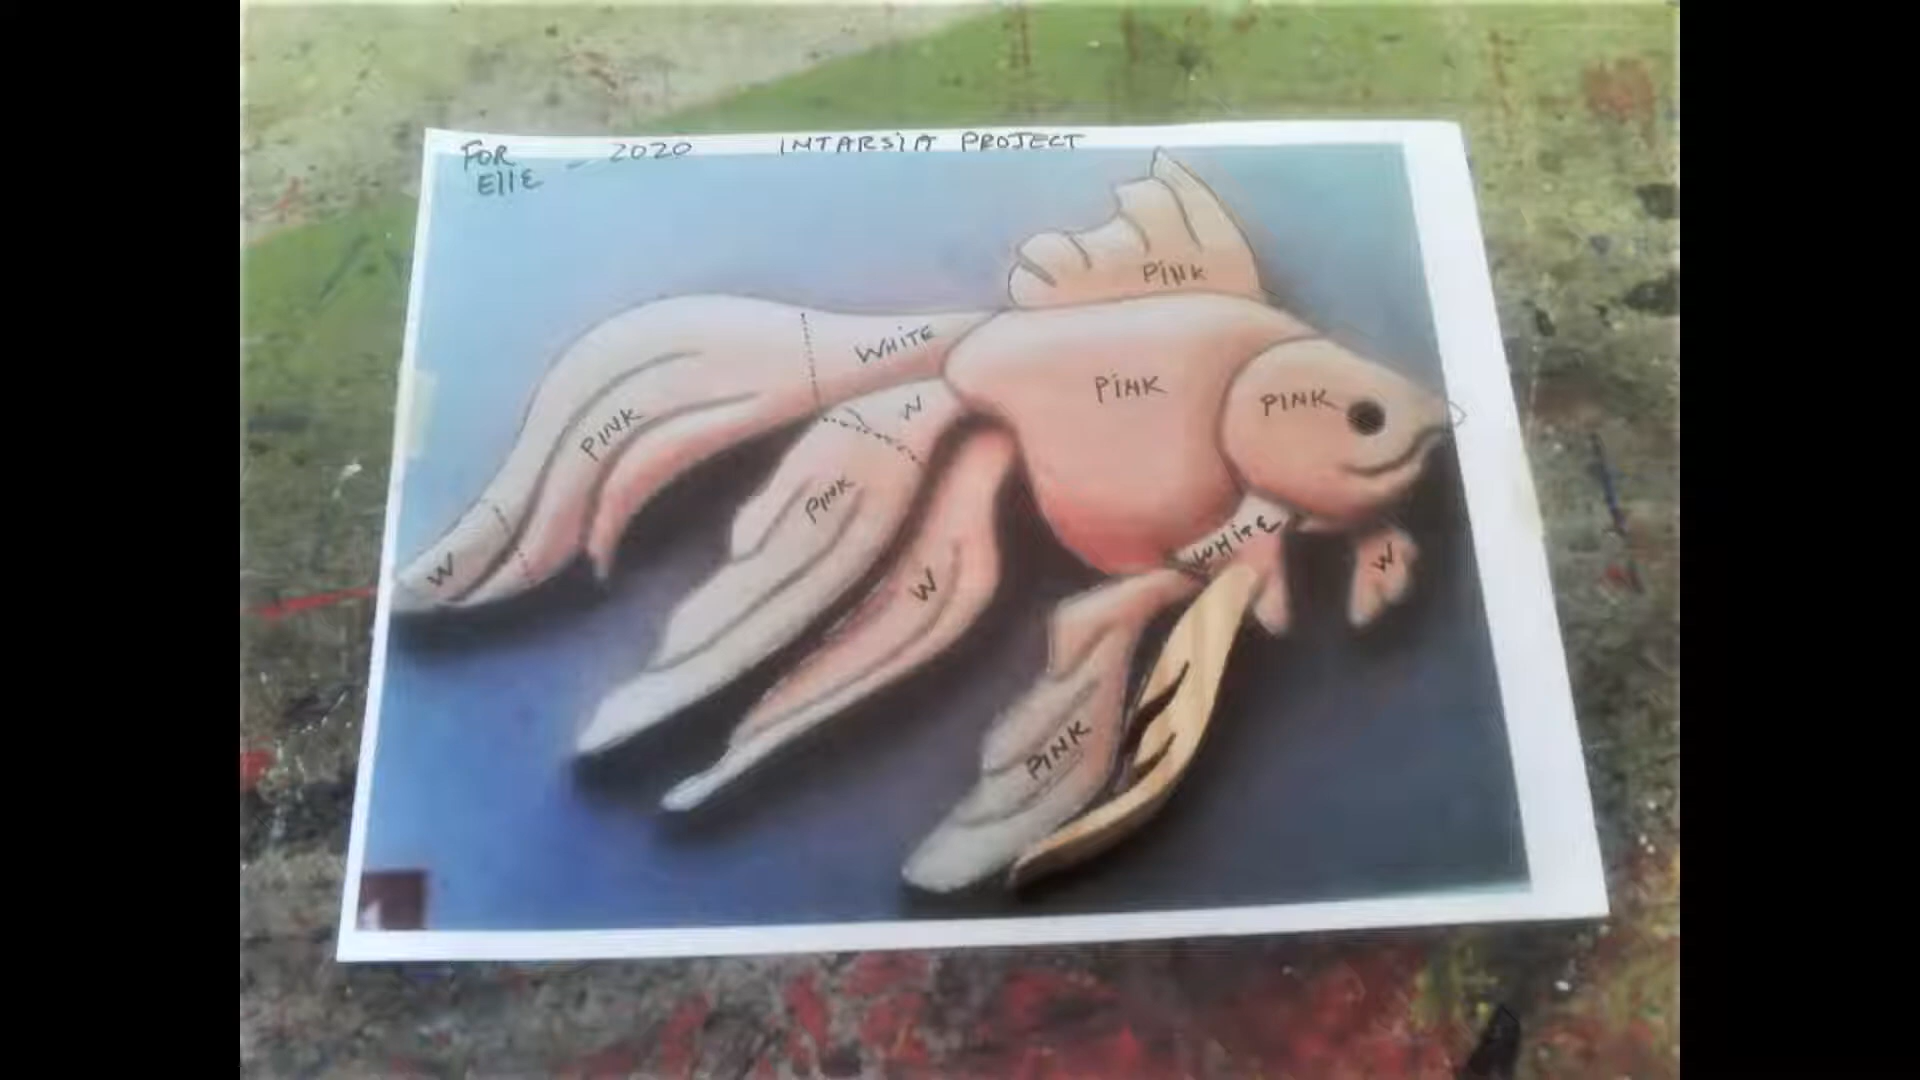 FOR
EllE
_ 2020
INTARSIA PROJECT
PINK
WHITE
PINK
PINK
PINK
W
PINK
WHITE
W
W
W
PINK